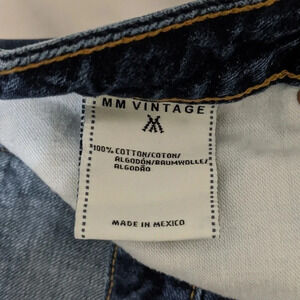 MM VINTAGE
100% COTTON/COTON/
ALGODÓN/BAUMWOLLE/
ALGODÃO
MADE IN MEXICO